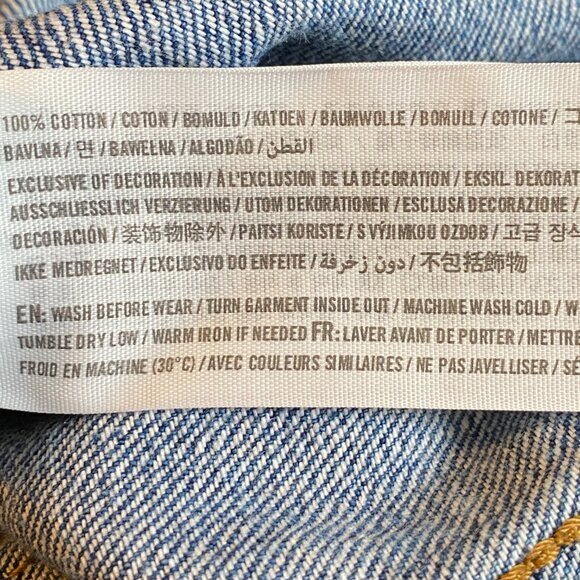 100% COTTON / COTON / BOMULD / KATOEN / BAUMWOLLE / BOMULL / COTONE / コ
BAVLNA / 면 / BAWEŁNA / ALGODÃO / القطن
EXCLUSIVE OF DECORATION / À L'EXCLUSION DE LA DÉCORATION / EKSKL. DEKORAT
AUSSCHLIESSLICH VERZIERUNG / UTOM DEKORATIONEN / ESCLUSA DECORAZIONE /
DECORACIÓN / 装饰物除外 / PAITSI KORISTE / S VÝJIMKOU OZDOB / 고급 장식
IKKE MEDREGNET / EXCLUSIVO DO ENFEITE / دون زخرفة / 不包括飾物
EN: WASH BEFORE WEAR / TURN GARMENT INSIDE OUT / MACHINE WASH COLD / W
TUMBLE DRY LOW / WARM IRON IF NEEDED FR: LAVER AVANT DE PORTER / METTRE
FROID EN MACHINE (30°C) / AVEC COULEURS SIMILAIRES / NE PAS JAVELLISER / SÉ